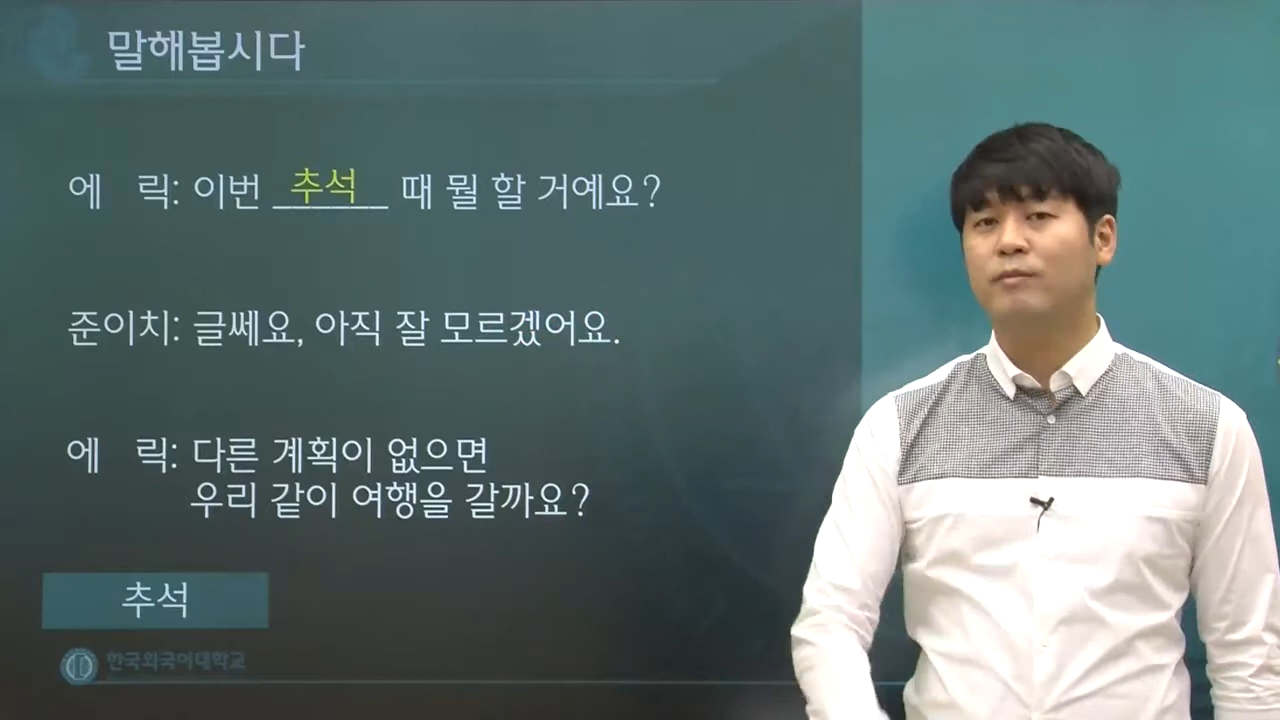 말해봅시다
에 릭: 이번 추석 때 뭘 할 거예요?
준이치: 글쎄요, 아직 잘 모르겠어요.
에 릭: 다른 계획이 없으면
우리 같이 여행을 갈까요?
추석
한국외국어대학교